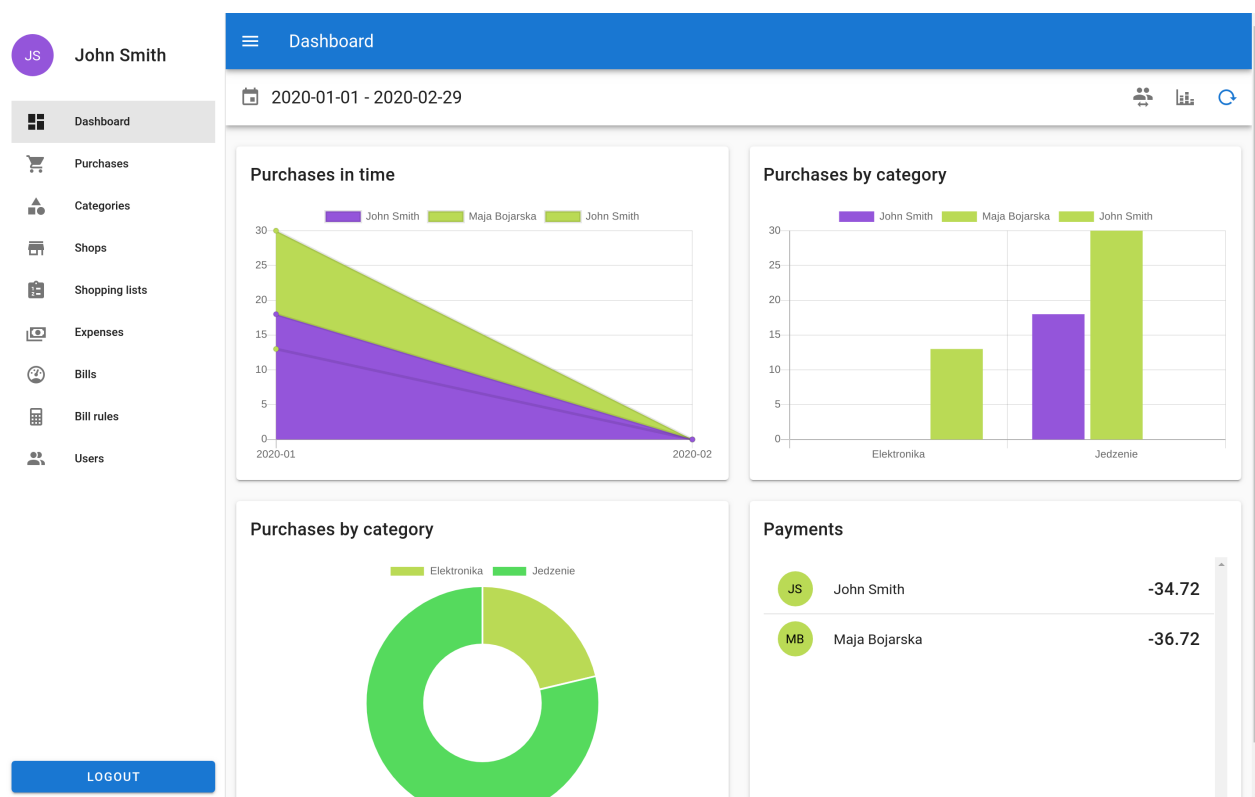 JS John Smith
Dashboard
Purchases
Categories
Shops
Shopping lists
Expenses
Bills
Bill rules
Users
LOGOUT
Dashboard
2020-01-01 - 2020-02-29
Purchases in time
John Smith Maja Bojarska John Smith
30
25
20
15
10
5
0
2020-01 2020-02
Purchases by category
John Smith Maja Bojarska John Smith
30
25
20
15
10
5
0
Elektronika Jedzenie
Purchases by category
Elektronika Jedzenie
Payments
JS John Smith -34.72
MB Maja Bojarska -36.72